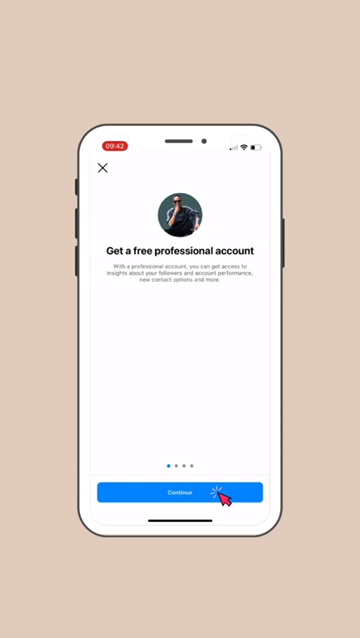 09:42
Get a free professional account
With a professional account, you can get access to
insights about your followers and account performance,
new contact options and more.
Continue